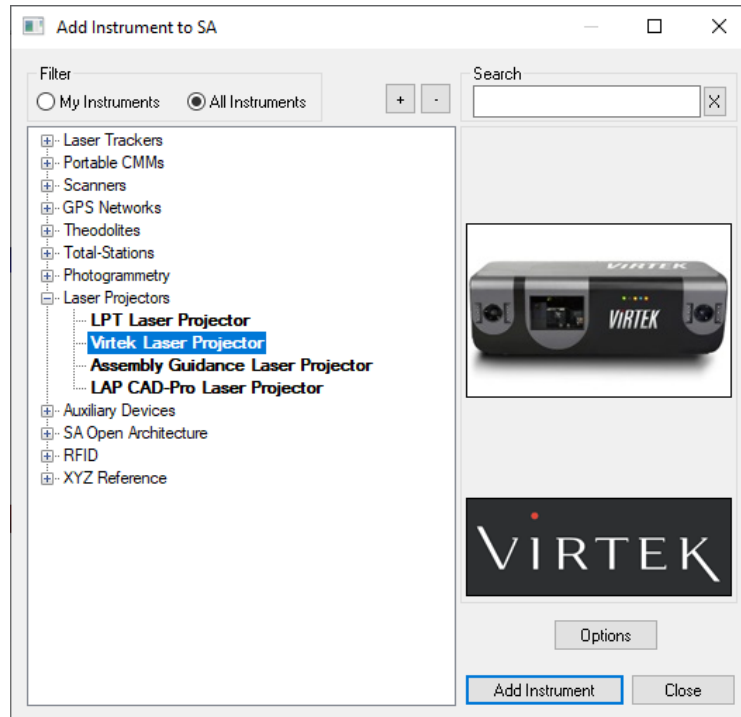 Add Instrument to SA
Filter
My Instruments
All Instruments
+
-
Search
X
Laser Trackers
Portable CMMs
Scanners
GPS Networks
Theodolites
Total-Stations
Photogrammetry
Laser Projectors
LPT Laser Projector
Virtek Laser Projector
Assembly Guidance Laser Projector
LAP CAD-Pro Laser Projector
Auxiliary Devices
SA Open Architecture
RFID
XYZ Reference
VIRTEK
VIRTEK
VIRTEK
Options
Add Instrument
Close